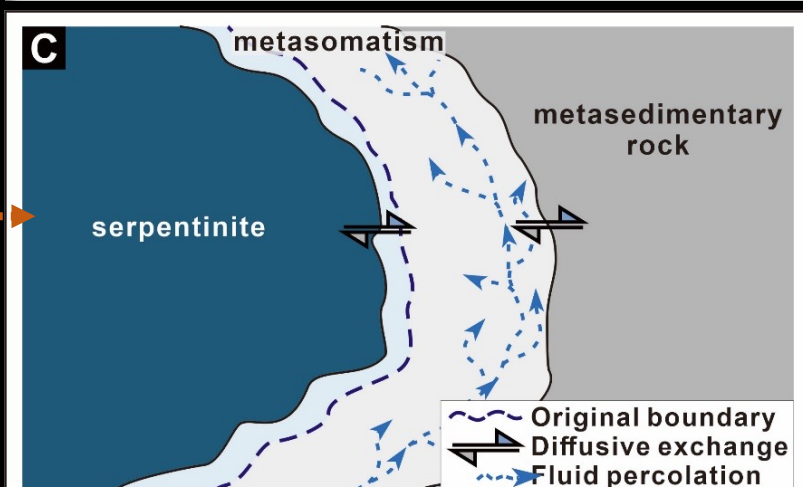 C
metasomatism
metasedimentary
rock
serpentinite
Original boundary
Diffusive exchange
Fluid percolation